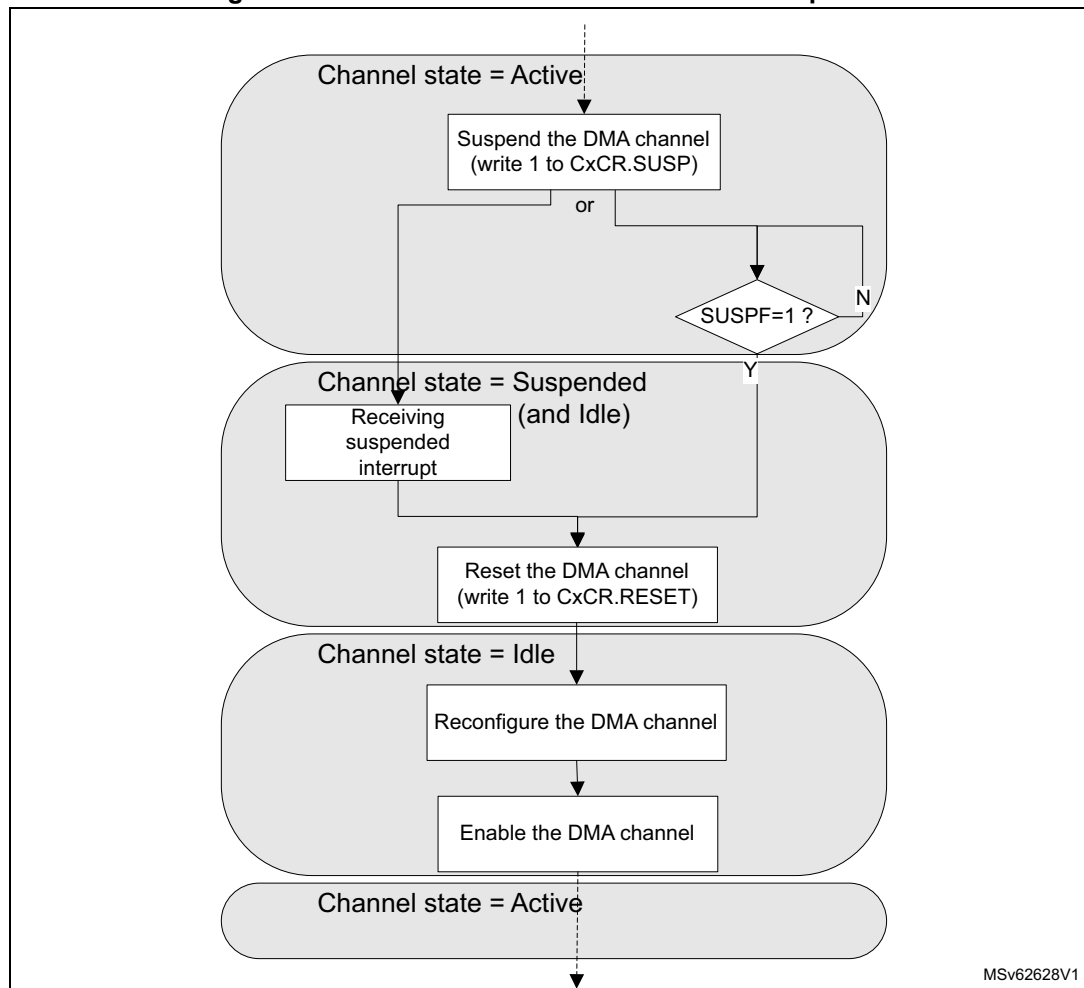 Channel state = Active
Suspend the DMA channel
(write 1 to CxCR.SUSP)
or
N
SUSPF=1 ?
Y
Channel state = Suspended
(and Idle)
Receiving
suspended
interrupt
Reset the DMA channel
(write 1 to CxCR.RESET)
Channel state = Idle
Reconfigure the DMA channel
Enable the DMA channel
Channel state = Active
MSv62628V1